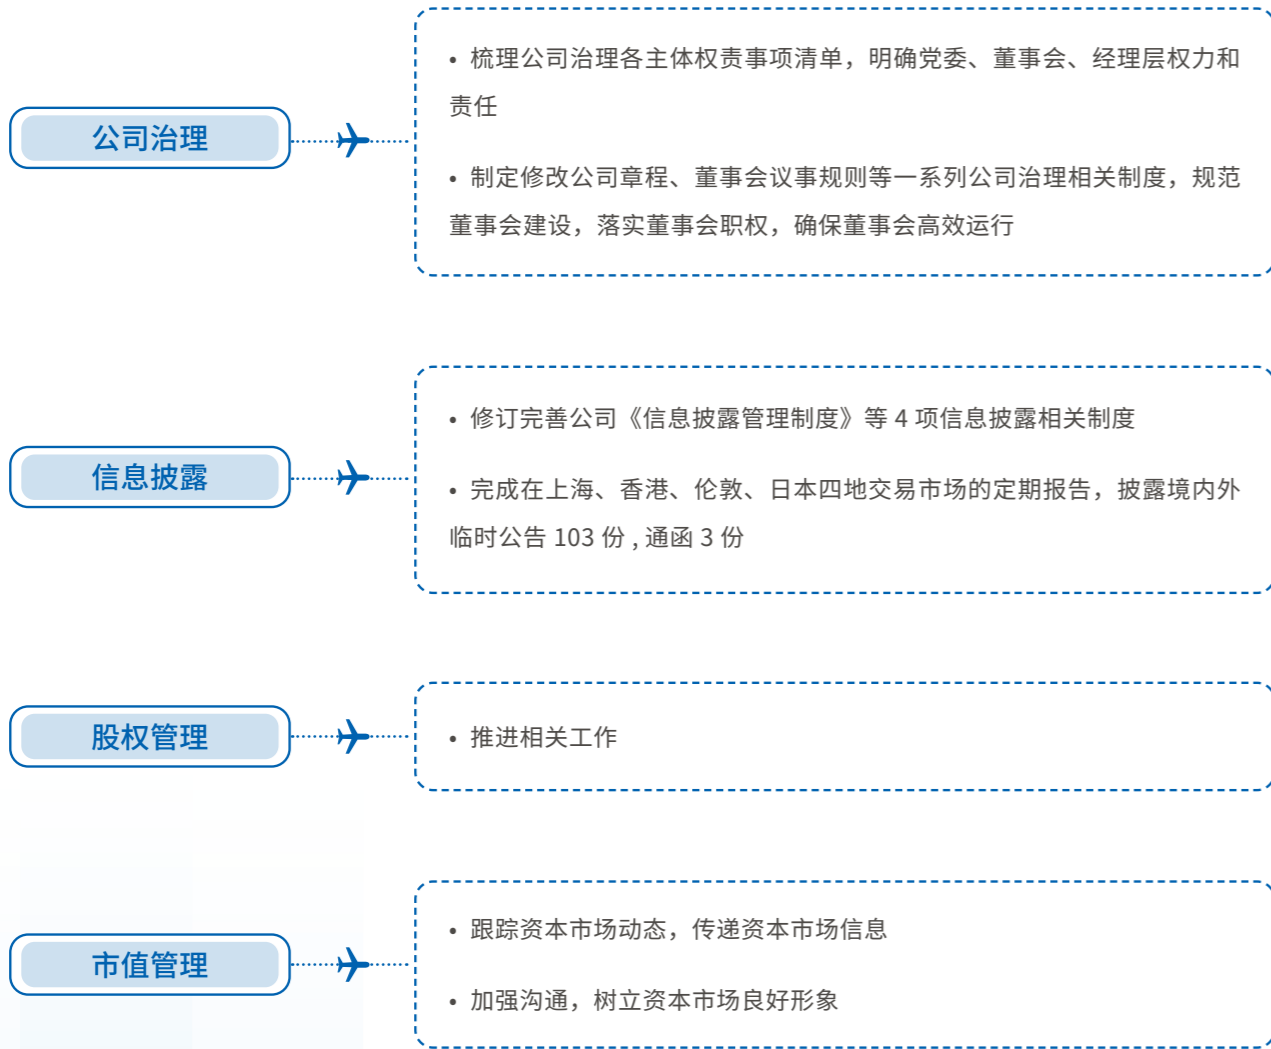 公司治理
• 梳理公司治理各主体权责事项清单，明确党委、董事会、经理层权力和
责任
• 制定修改公司章程、董事会议事规则等一系列公司治理相关制度，规范
董事会建设，落实董事会职权，确保董事会高效运行
信息披露
• 修订完善公司《信息披露管理制度》等 4 项信息披露相关制度
• 完成在上海、香港、伦敦、日本四地交易市场的定期报告，披露境内外
临时公告 103 份 , 通函 3 份
股权管理
• 推进相关工作
市值管理
• 跟踪资本市场动态，传递资本市场信息
• 加强沟通，树立资本市场良好形象